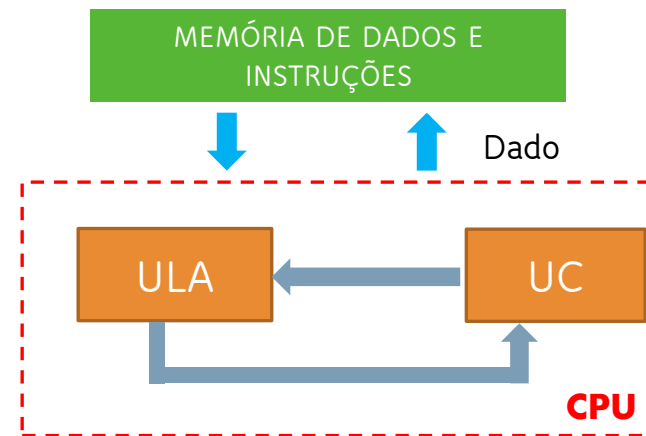 MEMÓRIA DE DADOS E
INSTRUÇÕES
Dado
ULA
UC
CPU